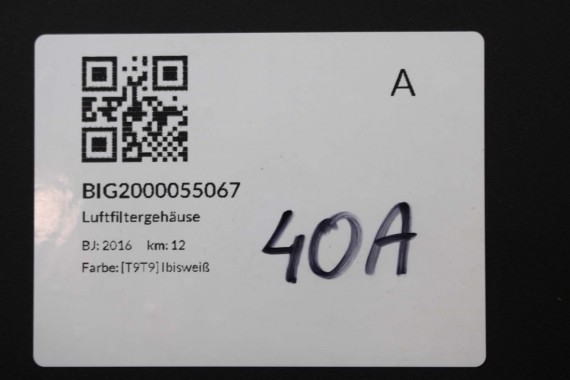 A
BIG2000055067
Luftfiltergehäuse
BJ: 2016 km: 12
Farbe: [T9T9] Ibisweiß
40A